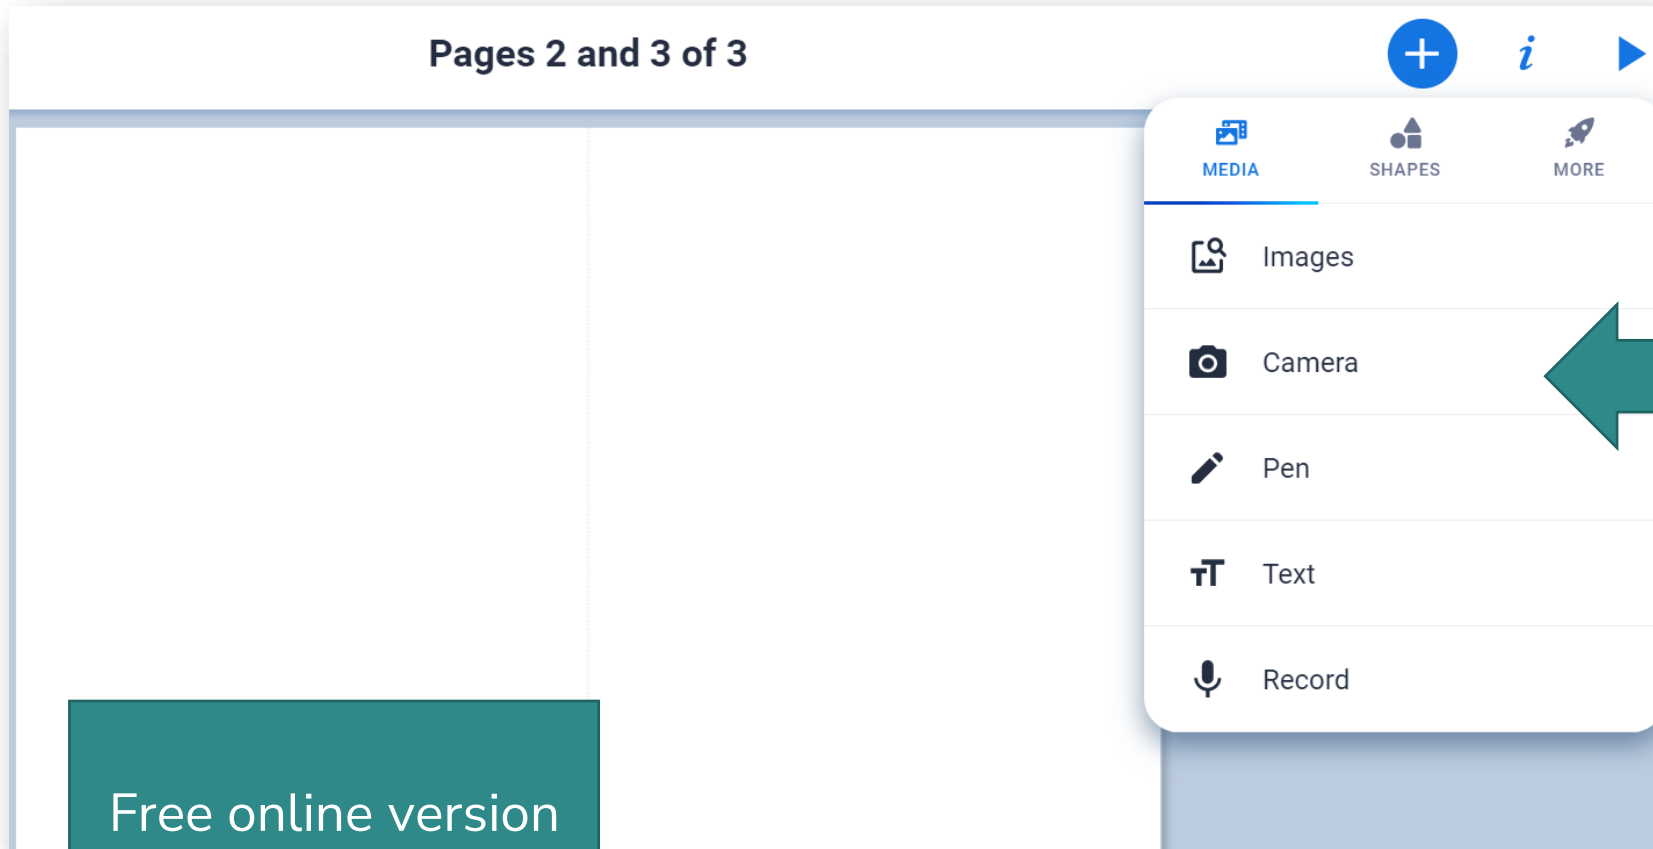 Pages 2 and 3 of 3
MEDIA SHAPES MORE
Images
Camera
Pen
Text
Record
Free online version